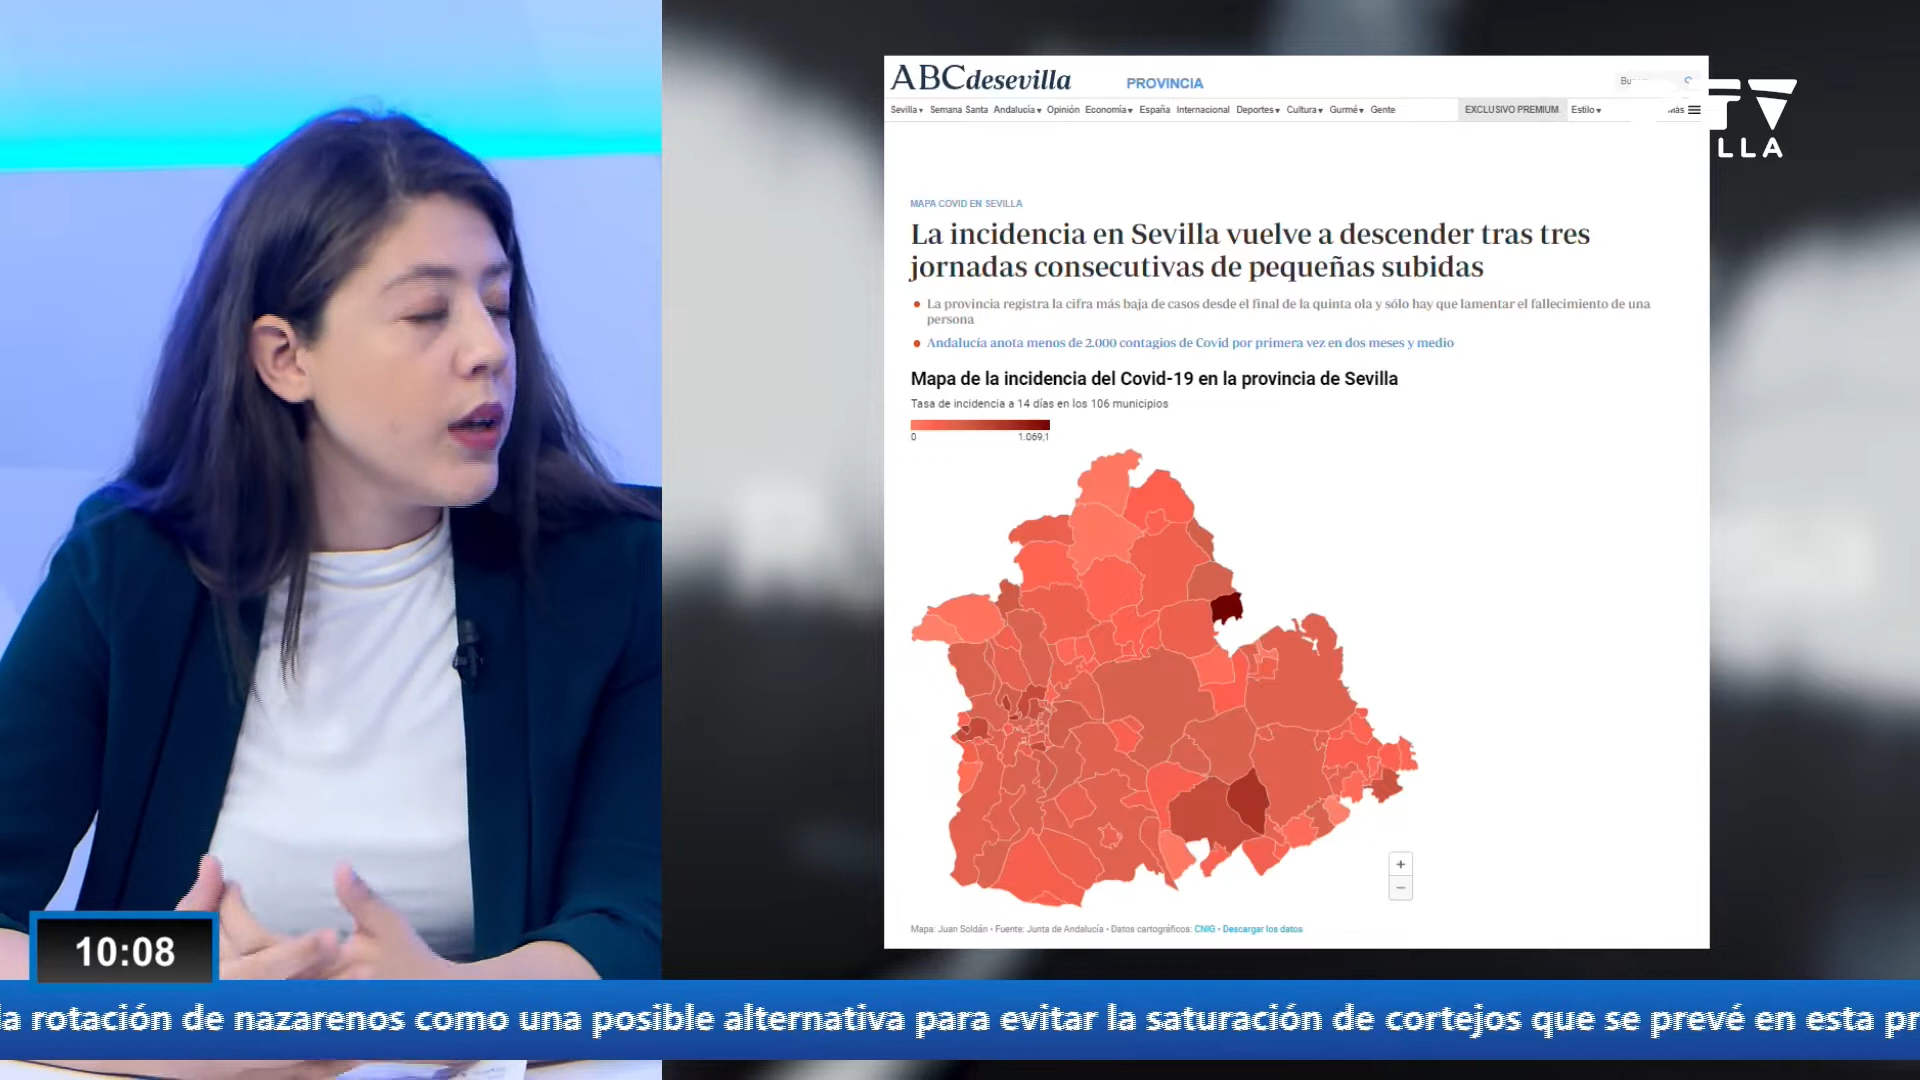 ABCdesevilla
PROVINCIA
Sevilla Semana Santa Andalucía Opinión Economía España Internacional Deportes Cultura Gurmé Gente
EXCLUSIVO PREMIUM Estilo
LLA
MAPA COVID EN SEVILLA
La incidencia en Sevilla vuelve a descender tras tres
jornadas consecutivas de pequeñas subidas
La provincia registra la cifra más baja de casos desde el final de la quinta ola y sólo hay que lamentar el fallecimiento de una
persona
Andalucía anota menos de 2.000 contagios de Covid por primera vez en dos meses y medio
Mapa de la incidencia del Covid-19 en la provincia de Sevilla
Tasa de incidencia a 14 días en los 106 municipios
0 1.069,1
+
−
Mapa: Juan Soldán • Fuente: Junta de Andalucía • Datos cartográficos: CNIG • Descargar los datos
10:08
la rotación de nazarenos como una posible alternativa para evitar la saturación de cortejos que se prevé en esta pr